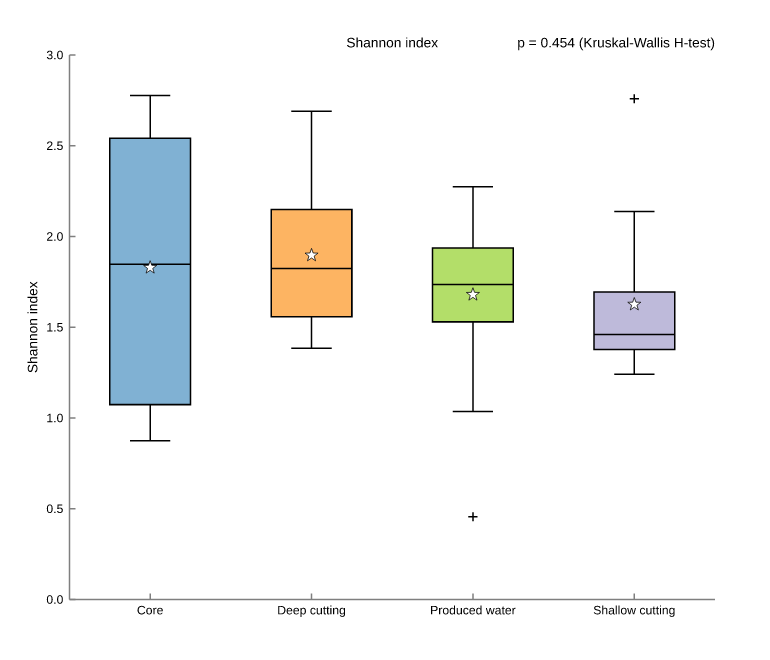 Shannon index p = 0.454 (Kruskal-Wallis H-test)
3.0
2.5
2.0
1.5
1.0
0.5
0.0
Shannon index
Core Deep cutting Produced water Shallow cutting